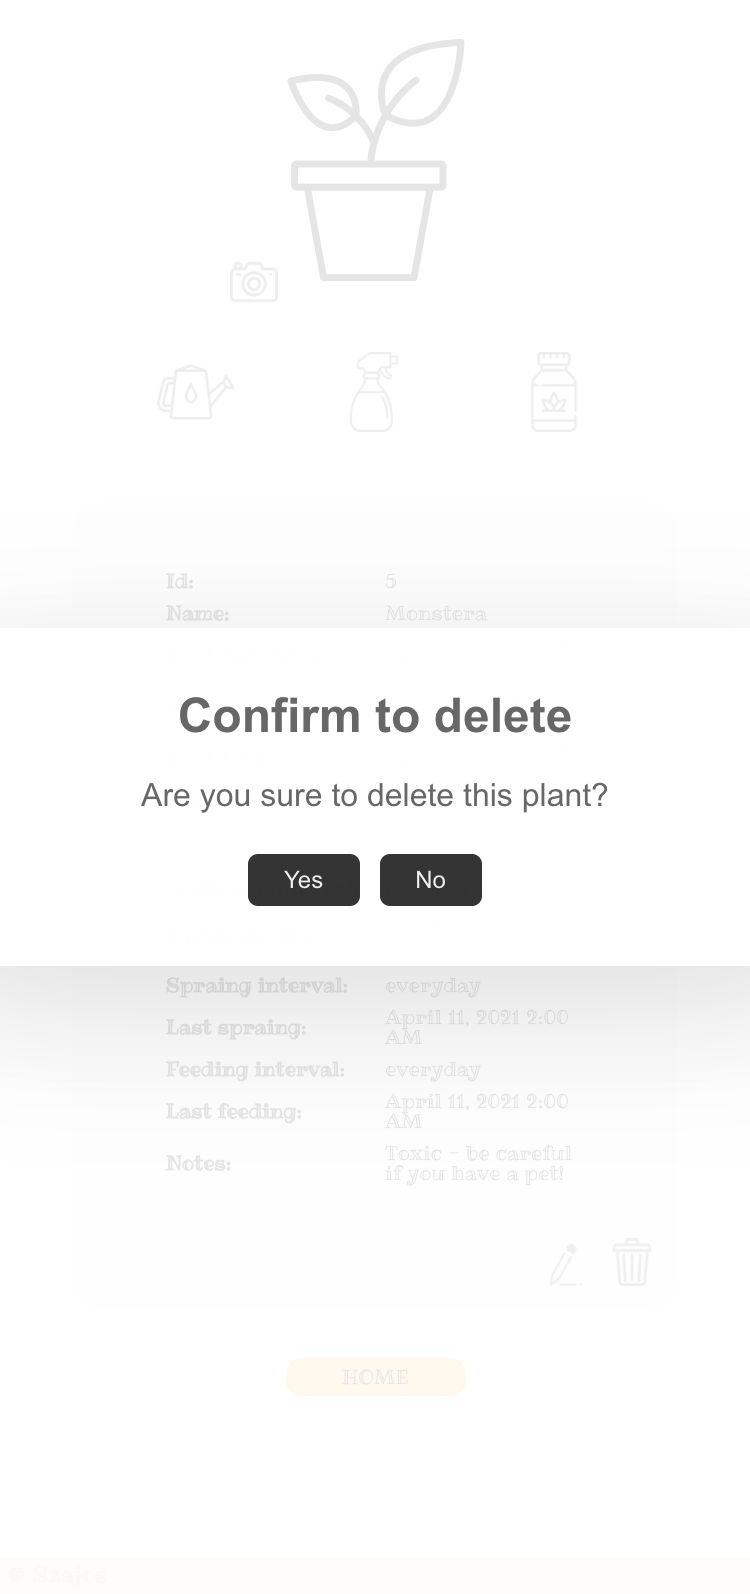 Id: 5
Name: Monstera
Confirm to delete
Are you sure to delete this plant?
Yes No
Spraing interval: everyday
Last spraing: April 11, 2021 2:00
AM
Feeding interval: everyday
Last feeding: April 11, 2021 2:00
AM
Notes: Toxic - be careful
if you have a pet!
HOME